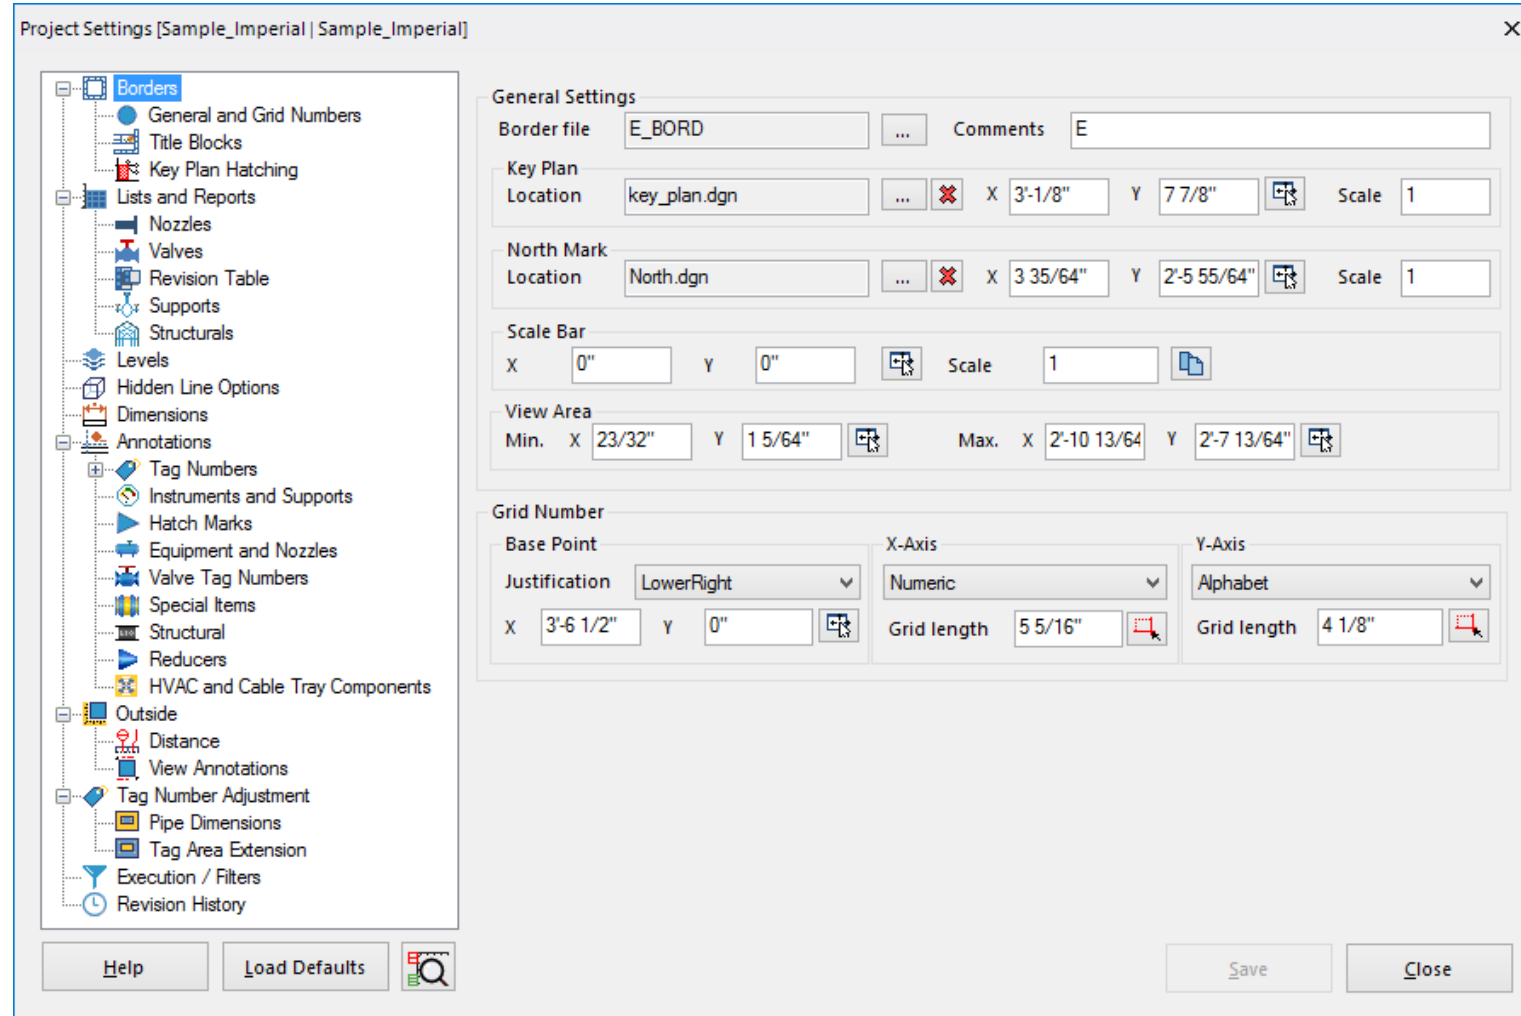 Project Settings [Sample_Imperial | Sample_Imperial]
Borders
General and Grid Numbers
Title Blocks
Key Plan Hatching
Lists and Reports
Nozzles
Valves
Revision Table
Supports
Structurals
Levels
Hidden Line Options
Dimensions
Annotations
Tag Numbers
Instruments and Supports
Hatch Marks
Equipment and Nozzles
Valve Tag Numbers
Special Items
Structural
Reducers
HVAC and Cable Tray Components
Outside
Distance
View Annotations
Tag Number Adjustment
Pipe Dimensions
Tag Area Extension
Execution / Filters
Revision History
General Settings
Border file E_BORD ... Comments E
Key Plan
Location key_plan.dgn ... X 3'-1/8" Y 7 7/8" Scale 1
North Mark
Location North.dgn ... X 3 35/64" Y 2'-5 55/64" Scale 1
Scale Bar
X 0" Y 0" Scale 1
View Area
Min. X 23/32" Y 1 5/64" Max. X 2'-10 13/64 Y 2'-7 13/64"
Grid Number
Base Point X-Axis Y-Axis
Justification LowerRight Numeric Alphabet
X 3'-6 1/2" Y 0" Grid length 5 5/16" Grid length 4 1/8"
Help Load Defaults Save Close